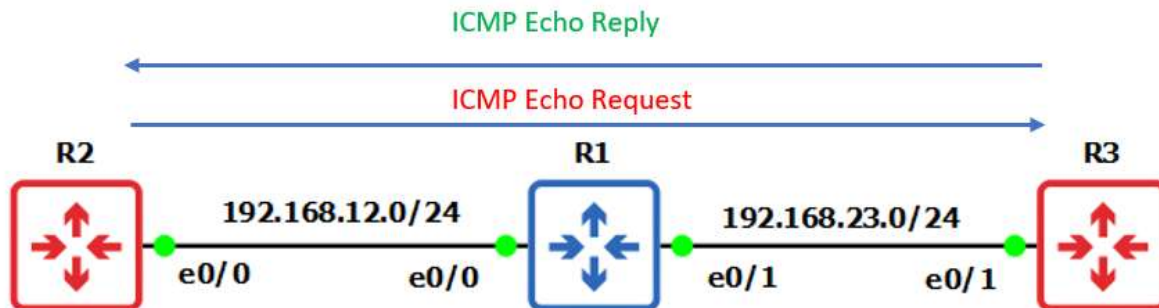 ICMP Echo Reply
ICMP Echo Request
R2
R1
R3
192.168.12.0/24
192.168.23.0/24
e0/0
e0/0
e0/1
e0/1